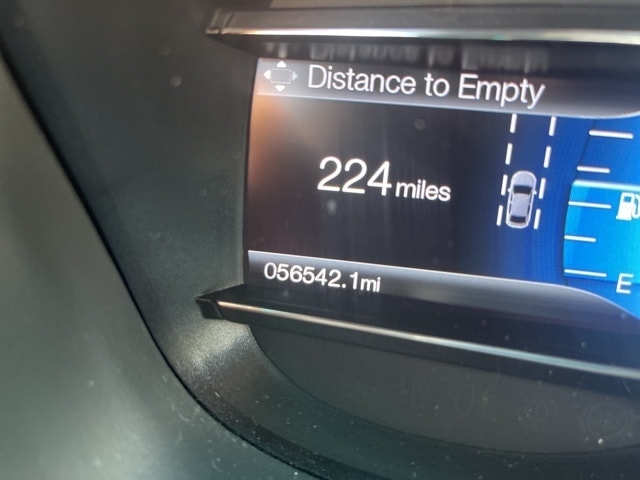 Distance to Empty
224 miles
056542.1mi
E